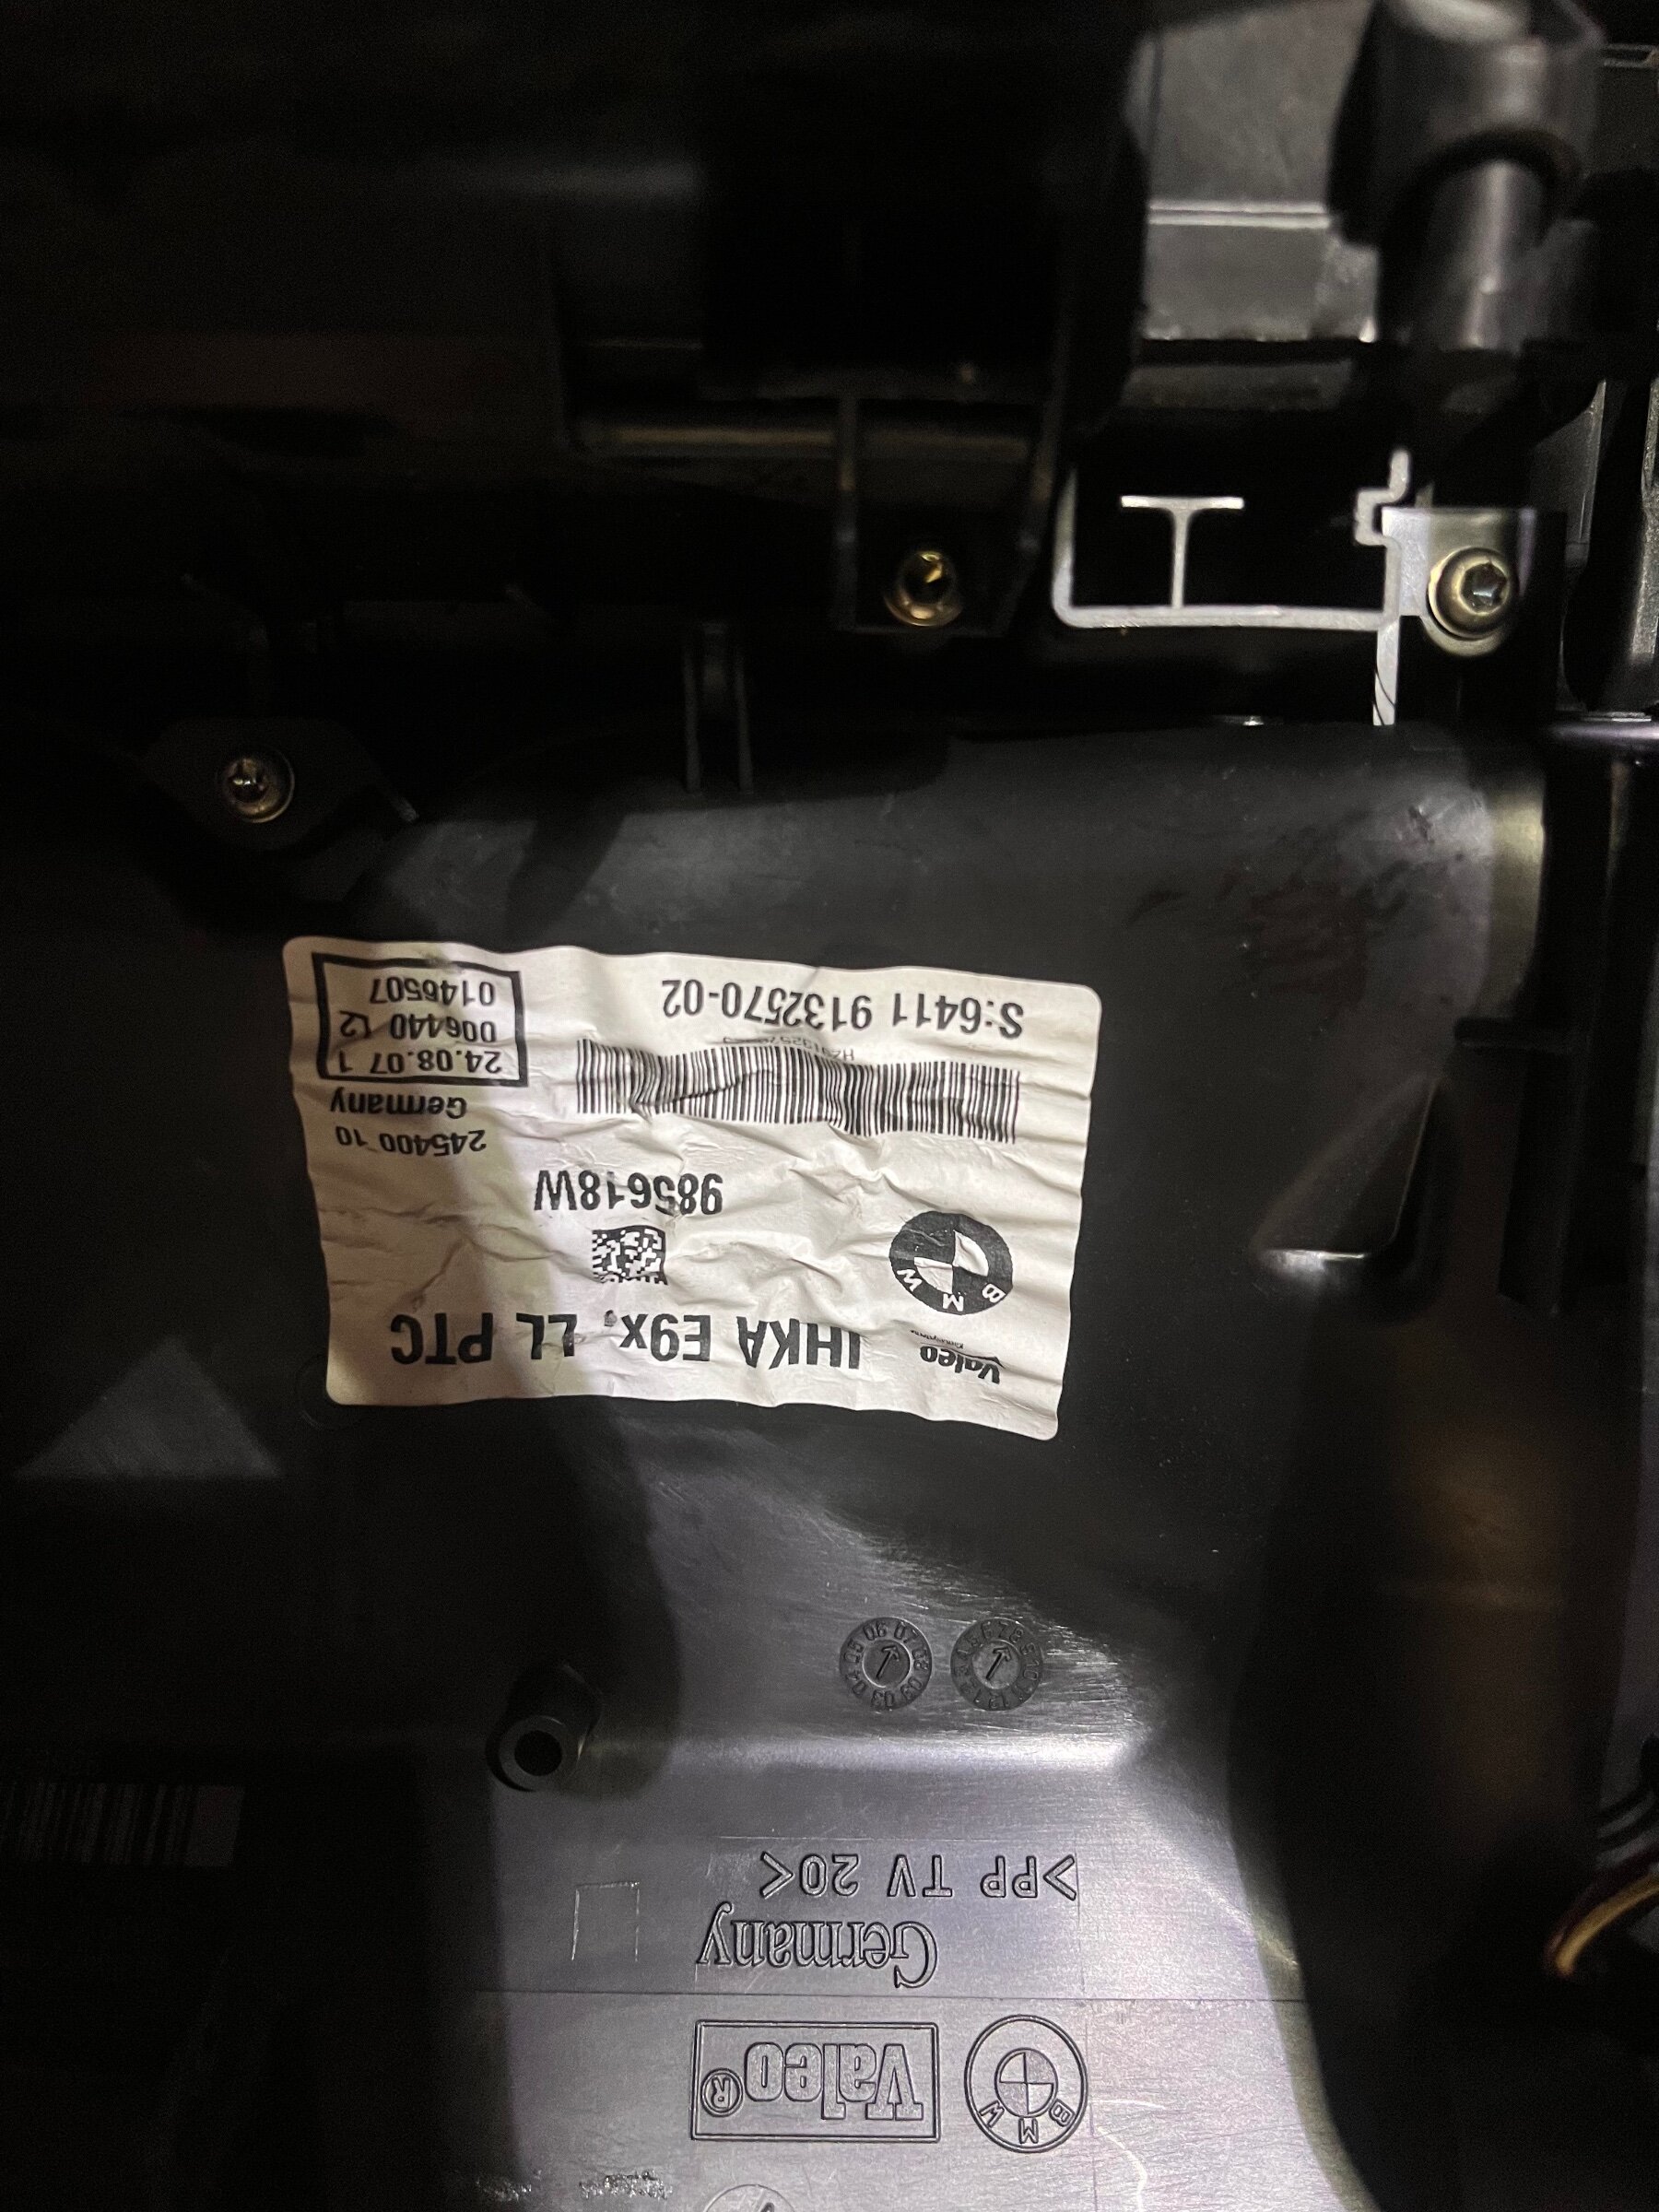 Valeo
IHKA E9x, LL PTC
BMW
985618W
245400 10
Germany
24.08.07 1
006440 L2
0146507
S:6411 9132570-02
>PP TV 20<
Germany
Valeo®
BMW